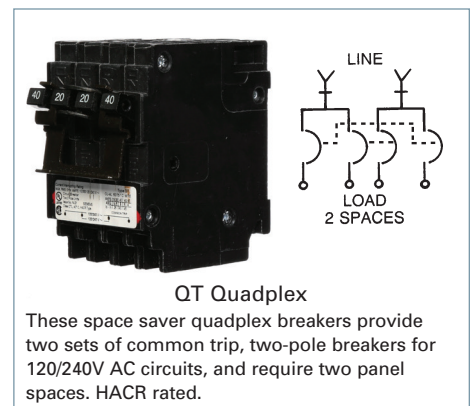 40 20 20 40
LINE
LOAD
2 SPACES
QT Quadplex
These space saver quadplex breakers provide
two sets of common trip, two-pole breakers for
120/240V AC circuits, and require two panel
spaces. HACR rated.